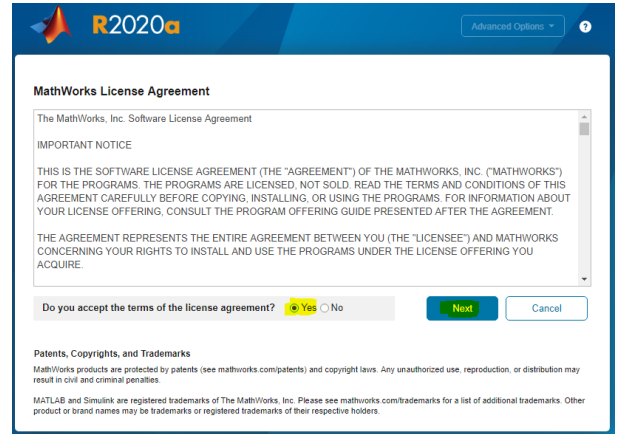 R2020a
Advanced Options
?
MathWorks License Agreement
The MathWorks, Inc. Software License Agreement
IMPORTANT NOTICE
THIS IS THE SOFTWARE LICENSE AGREEMENT (THE "AGREEMENT") OF THE MATHWORKS, INC. ("MATHWORKS")
FOR THE PROGRAMS. THE PROGRAMS ARE LICENSED, NOT SOLD. READ THE TERMS AND CONDITIONS OF THIS
AGREEMENT CAREFULLY BEFORE COPYING, INSTALLING, OR USING THE PROGRAMS. FOR INFORMATION ABOUT
YOUR LICENSE OFFERING, CONSULT THE PROGRAM OFFERING GUIDE PRESENTED AFTER THE AGREEMENT.
THE AGREEMENT REPRESENTS THE ENTIRE AGREEMENT BETWEEN YOU (THE "LICENSEE") AND MATHWORKS
CONCERNING YOUR RIGHTS TO INSTALL AND USE THE PROGRAMS UNDER THE LICENSE OFFERING YOU
ACQUIRE.
Do you accept the terms of the license agreement? Yes No
Next
Cancel
Patents, Copyrights, and Trademarks
MathWorks products are protected by patents (see mathworks.com/patents) and copyright laws. Any unauthorized use, reproduction, or distribution may
result in civil and criminal penalties.
MATLAB and Simulink are registered trademarks of The MathWorks, Inc. Please see mathworks.com/trademarks for a list of additional trademarks. Other
product or brand names may be trademarks or registered trademarks of their respective holders.